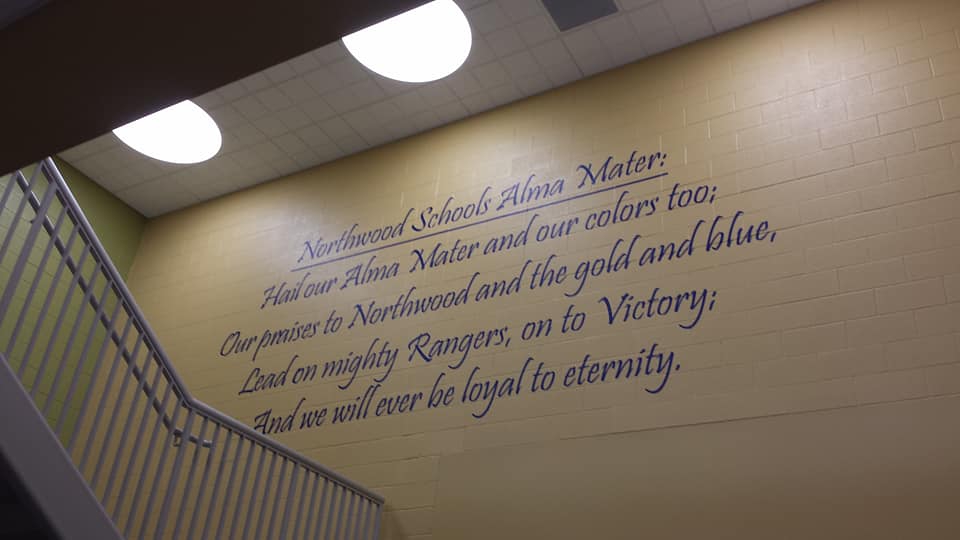 Northwood Schools Alma Mater:
Hail our Alma Mater and our colors too;
Our praises to Northwood and the gold and blue,
Lead on mighty Rangers, on to Victory;
And we will ever be loyal to eternity.